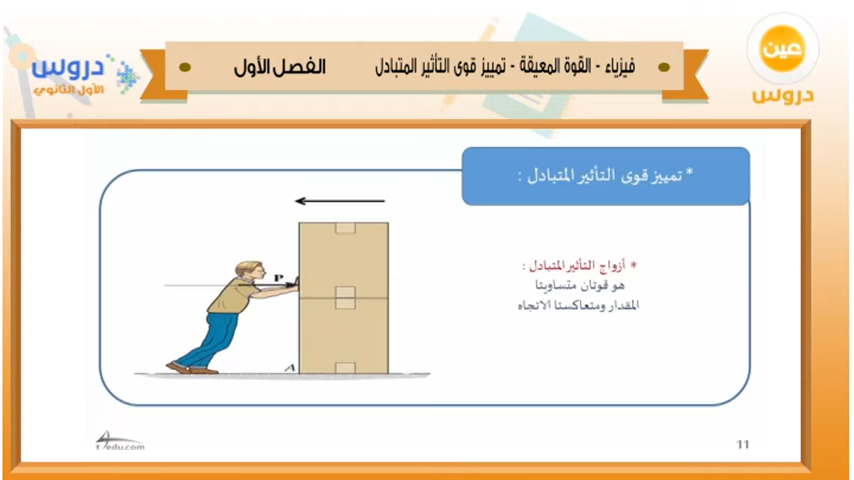 عين
دروس
فيزياء - القوة المعيقة - تمييز قوى التأثير المتبادل الفصل الأول
دروس
الأول الثانوي
* تمييز قوى التأثير المتبادل :
* أزواج التأثير المتبادل :
هو قوتان متساويتا
المقدار ومتعاكستا الاتجاه
P
A
11